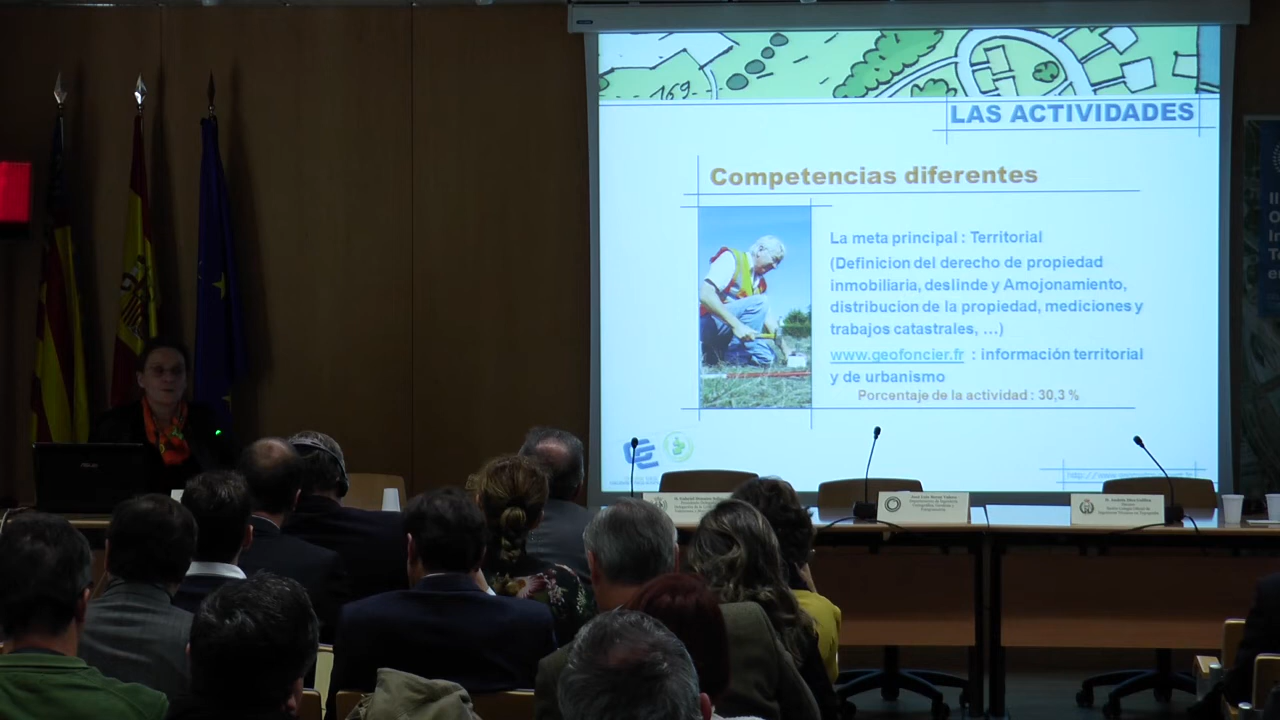 169
LAS ACTIVIDADES
Competencias diferentes
La meta principal : Territorial
(Definicion del derecho de propiedad
inmobiliaria, deslinde y Amojonamiento,
distribucion de la propiedad, mediciones y
trabajos catastrales, ...)
www.geofoncier.fr : información territorial
y de urbanismo
Porcentaje de la actividad : 30,3 %